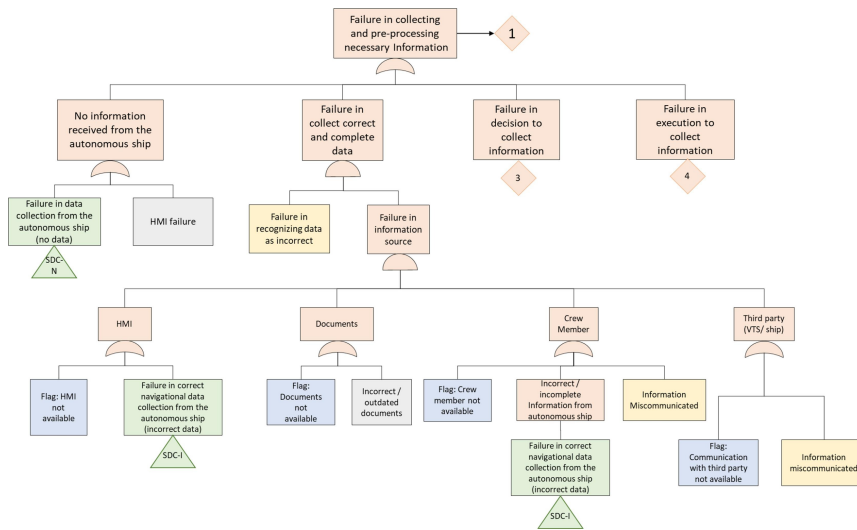 Failure in collecting
and pre-processing
necessary Information
1
No information
received from the
autonomous ship
Failure in
collect correct
and complete
data
Failure in
decision to
collect
information
Failure in
execution to
collect
information
3
4
Failure in data
collection from the
autonomous ship
(no data)
HMI failure
Failure in
recognizing data
as incorrect
Failure in
information
source
SDC-
N
HMI
Documents
Crew
Member
Third party
(VTS/ ship)
Flag: HMI
not
available
Failure in correct
navigational data
collection from the
autonomous ship
(incorrect data)
Flag:
Documents
not available
Incorrect /
outdated
documents
Flag: Crew
member not
available
Incorrect /
incomplete
Information from
autonomous ship
Information
Miscommunicated
SDC-I
Failure in correct
navigational data
collection from the
autonomous ship
(incorrect data)
Flag:
Communication
with third party
not available
Information
miscommunicated
SDC-I